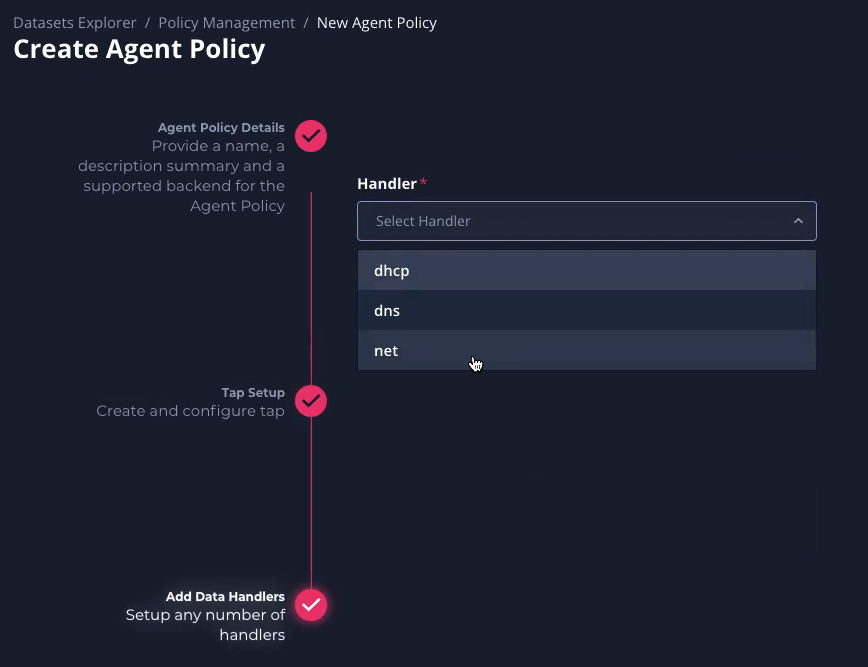 Datasets Explorer / Policy Management / New Agent Policy
Create Agent Policy
Agent Policy Details
Provide a name, a
description summary and a
supported backend for the
Agent Policy
Handler *
Select Handler
dhcp
dns
net
Tap Setup
Create and configure tap
Add Data Handlers
Setup any number of
handlers